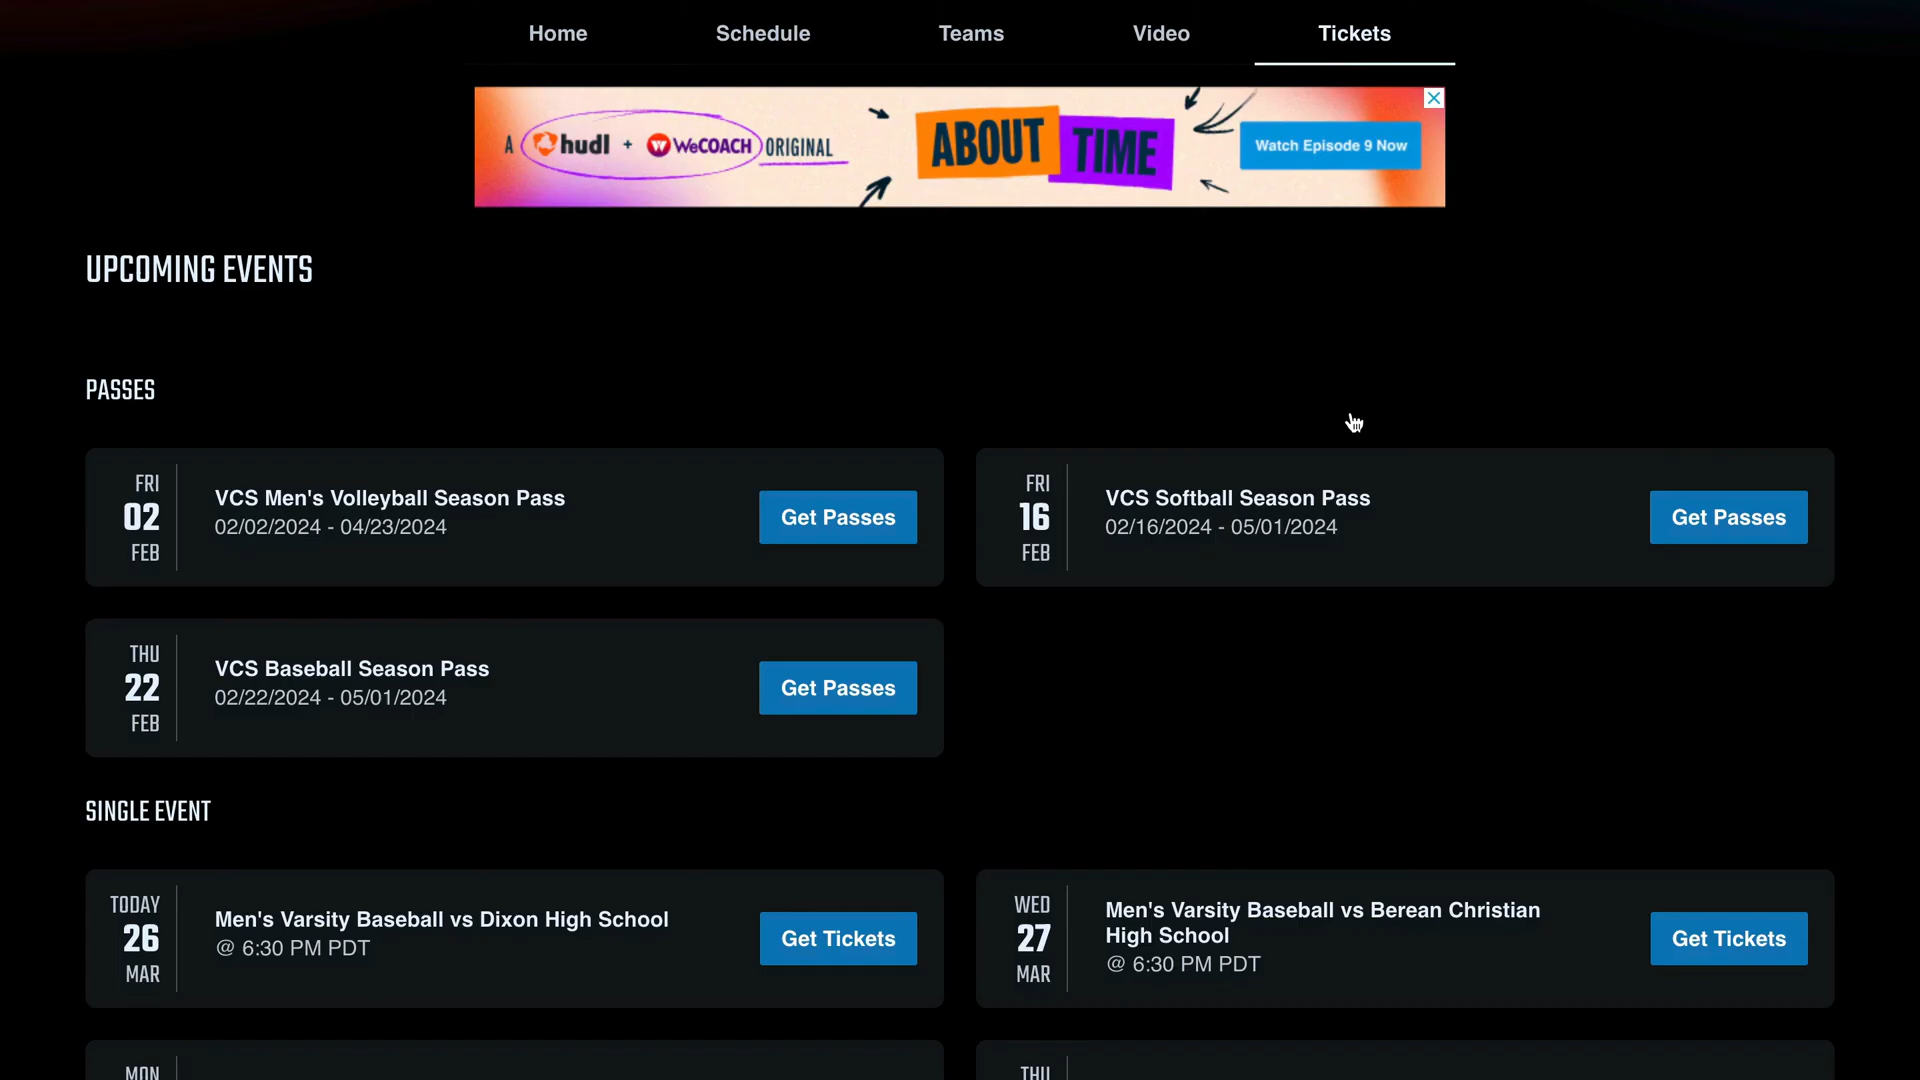 Home Schedule Teams Video Tickets
A hudl + WeCOACH ORIGINAL ABOUT TIME Watch Episode 9 Now
UPCOMING EVENTS
PASSES
FRI
02
FEB
VCS Men's Volleyball Season Pass
02/02/2024 - 04/23/2024
Get Passes
FRI
16
FEB
VCS Softball Season Pass
02/16/2024 - 05/01/2024
Get Passes
THU
22
FEB
VCS Baseball Season Pass
02/22/2024 - 05/01/2024
Get Passes
SINGLE EVENT
TODAY
26
MAR
Men's Varsity Baseball vs Dixon High School
@ 6:30 PM PDT
Get Tickets
WED
27
MAR
Men's Varsity Baseball vs Berean Christian
High School
@ 6:30 PM PDT
Get Tickets
MON
THU